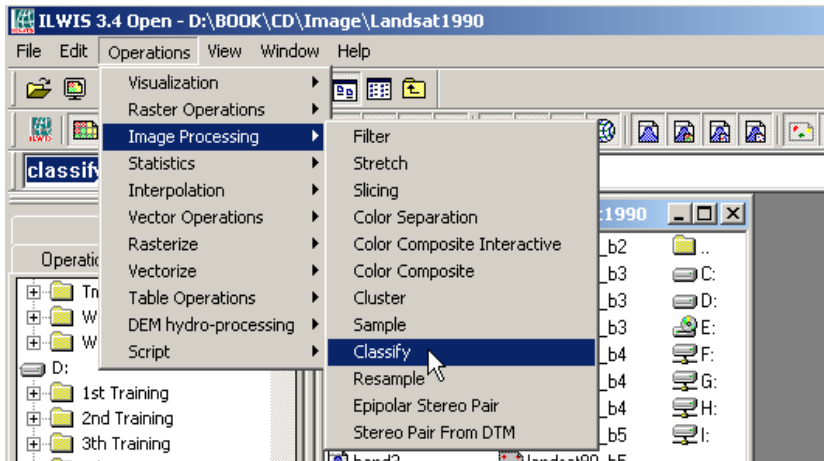 ILWIS 3.4 Open - D:\BOOK\CD\Image\Landsat1990
File Edit Operations View Window Help
ILWIS
classify
Visualization
Raster Operations
Image Processing
Statistics
Interpolation
Vector Operations
Rasterize
Vectorize
Table Operations
DEM hydro-processing
Script
Filter
Stretch
Slicing
Color Separation
Color Composite Interactive
Color Composite
Cluster
Sample
Classify
Resample
Epipolar Stereo Pair
Stereo Pair From DTM
D:
1st Training
2nd Training
3th Training
:1990
_b2 ..
_b3 C:
_b3 D:
_b3 E:
_b4 F:
_b4 G:
_b4 H:
_b5 I: